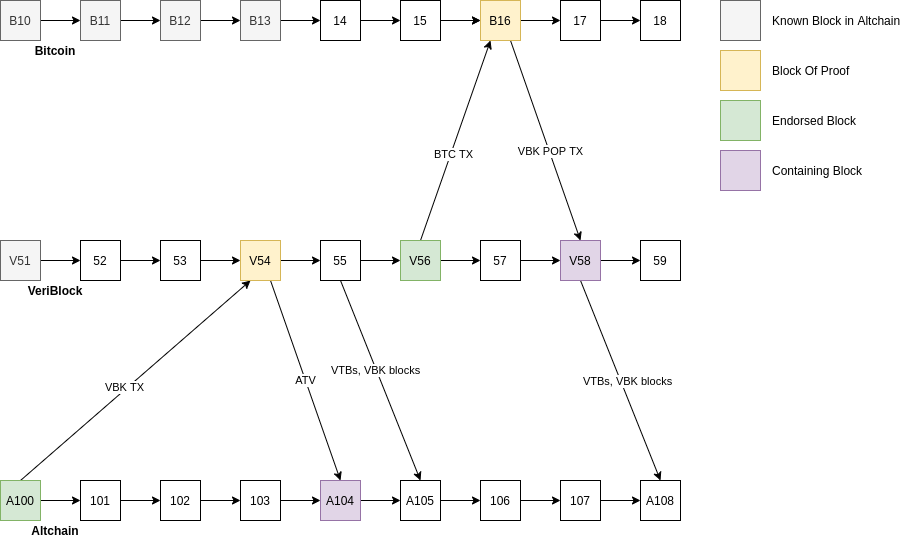 B10 B11 B12 B13 14 15 B16 17 18
Bitcoin
Known Block in Altchain
Block Of Proof
Endorsed Block
Containing Block
BTC TX
VBK POP TX
V51 52 53 V54 55 V56 57 V58 59
VeriBlock
VBK TX
ATV
VTBs, VBK blocks
VTBs, VBK blocks
A100 101 102 103 A104 A105 106 107 A108
Altchain